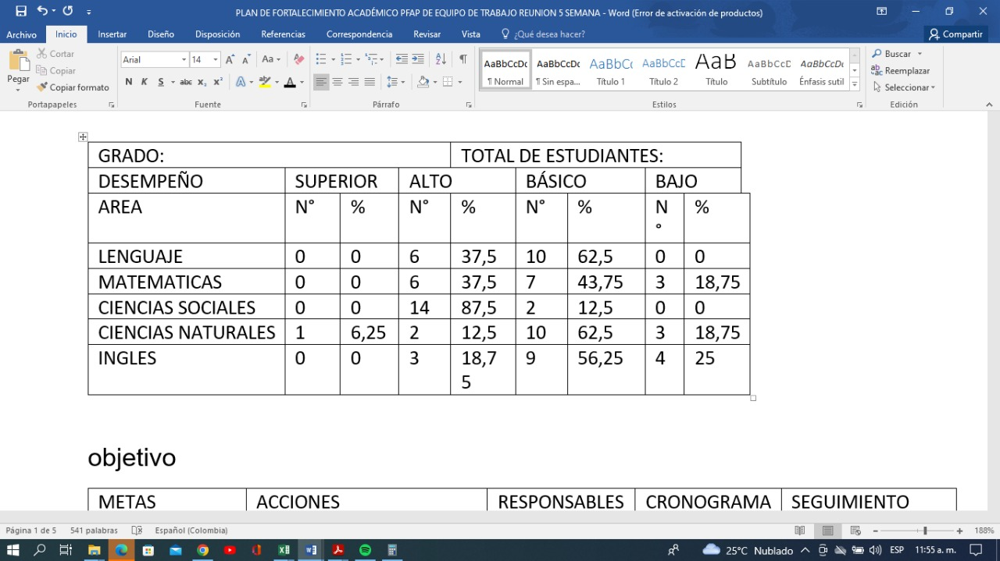 PLAN DE FORTALECIMIENTO ACADÉMICO PFAP DE EQUIPO DE TRABAJO REUNION 5 SEMANA - Word (Error de activación de productos)
Archivo Inicio Insertar Diseño Disposición Referencias Correspondencia Revisar Vista ¿Qué desea hacer? Compartir
Pegar
Cortar
Copiar
Copiar formato
Portapapeles
Arial 14
Aa
N K S abc x₂ x²
Fuente
Párrafo
AaBbCcDc AaBbCcDc AaBbCc AaBbCcD AaB AaBbCcD AaBbCcDc
¶ Normal ¶ Sin espa... Título 1 Título 2 Título Subtítulo Énfasis sutil
Estilos
Buscar
Reemplazar
Seleccionar
Edición
GRADO: TOTAL DE ESTUDIANTES:
DESEMPEÑO SUPERIOR ALTO BÁSICO BAJO
AREA N° % N° % N° % N %
°
LENGUAJE 0 0 6 37,5 10 62,5 0 0
MATEMATICAS 0 0 6 37,5 7 43,75 3 18,75
CIENCIAS SOCIALES 0 0 14 87,5 2 12,5 0 0
CIENCIAS NATURALES 1 6,25 2 12,5 10 62,5 3 18,75
INGLES 0 0 3 18,7 9 56,25 4 25
5
objetivo
METAS ACCIONES RESPONSABLES CRONOGRAMA SEGUIMIENTO
Página 1 de 5 541 palabras Español (Colombia) 188%
25°C Nublado ESP 11:55 a. m.